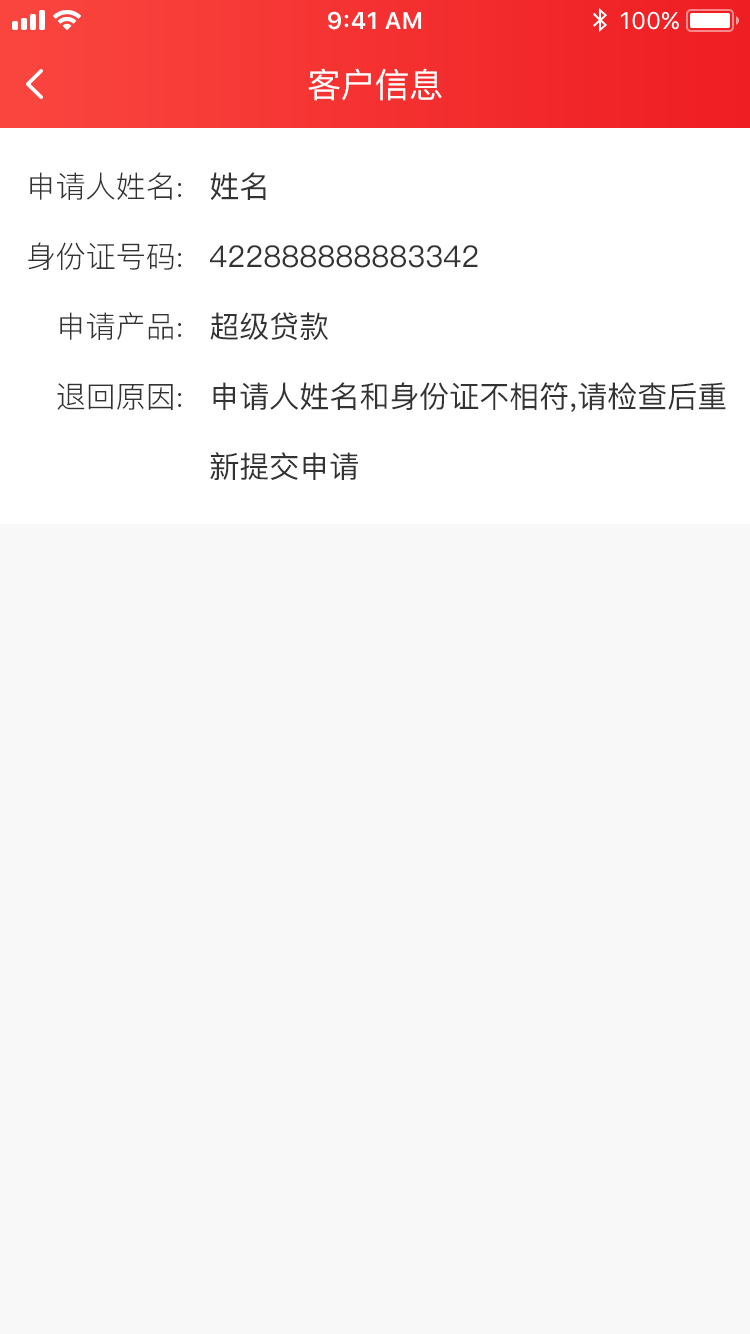 9:41 AM 100%
客户信息
申请人姓名: 姓名
身份证号码: 422888888883342
申请产品: 超级贷款
退回原因: 申请人姓名和身份证不相符,请检查后重
新提交申请